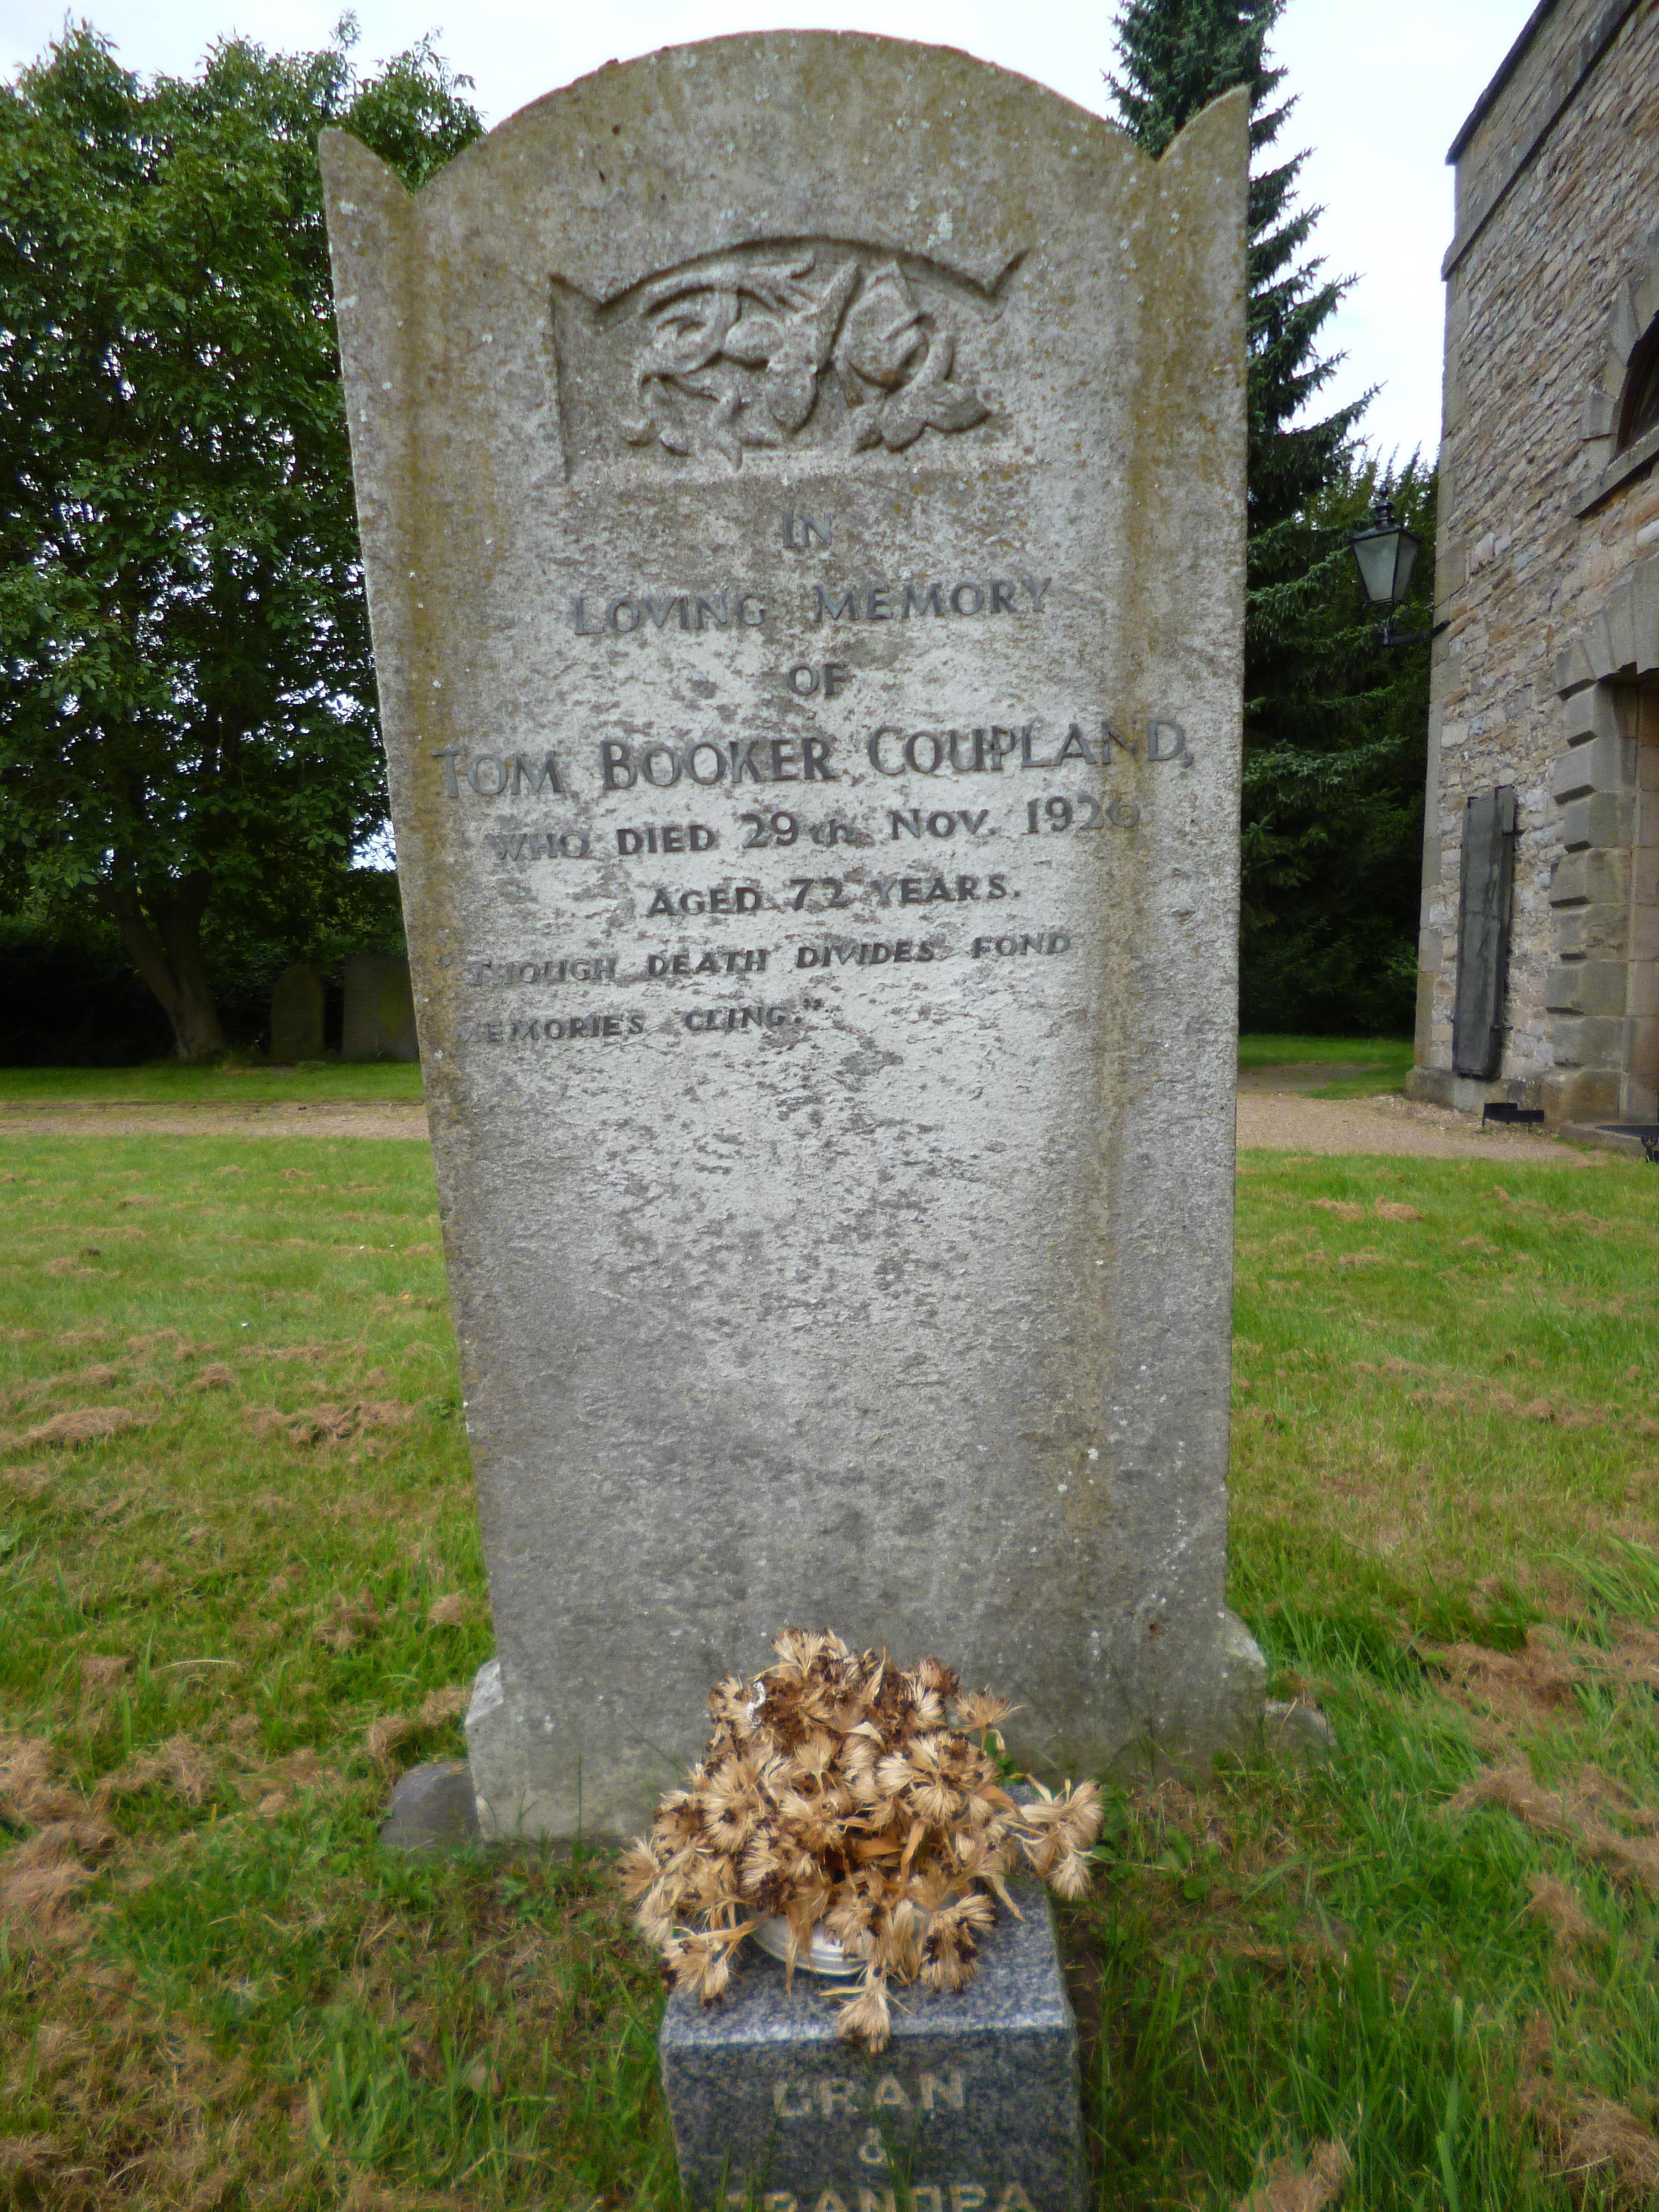 IN
LOVING MEMORY
OF
TOM BOOKER COUPLAND,
WHO DIED 29th Nov. 1926
AGED 72 YEARS.
"THOUGH DEATH DIVIDES FOND
MEMORIES CLING."
GRAN
&
GRANDPA